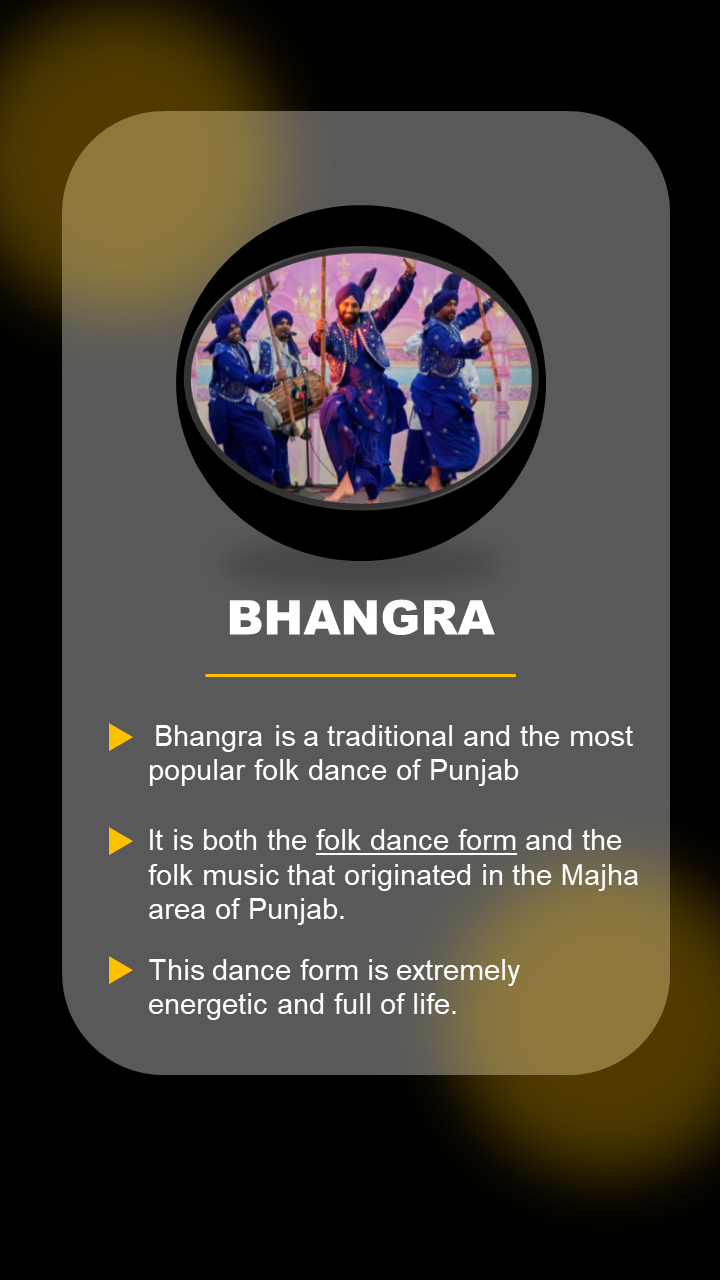 BHANGRA
Bhangra is a traditional and the most
popular folk dance of Punjab
It is both the folk dance form and the
folk music that originated in the Majha
area of Punjab.
This dance form is extremely
energetic and full of life.